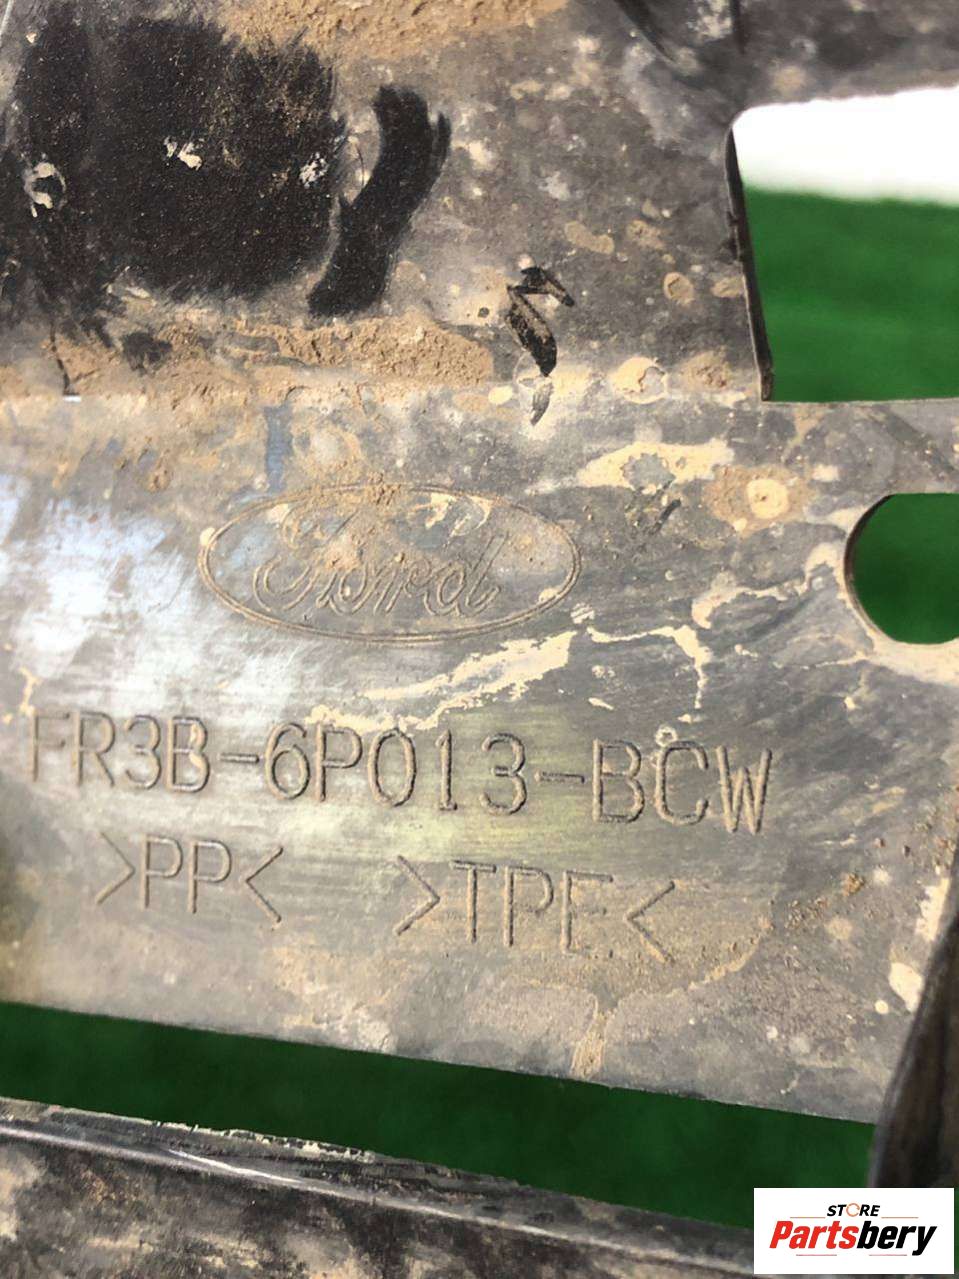 Ford
FR3B-6P013-BCW
>PP< >TPE<
STORE
Partsbery